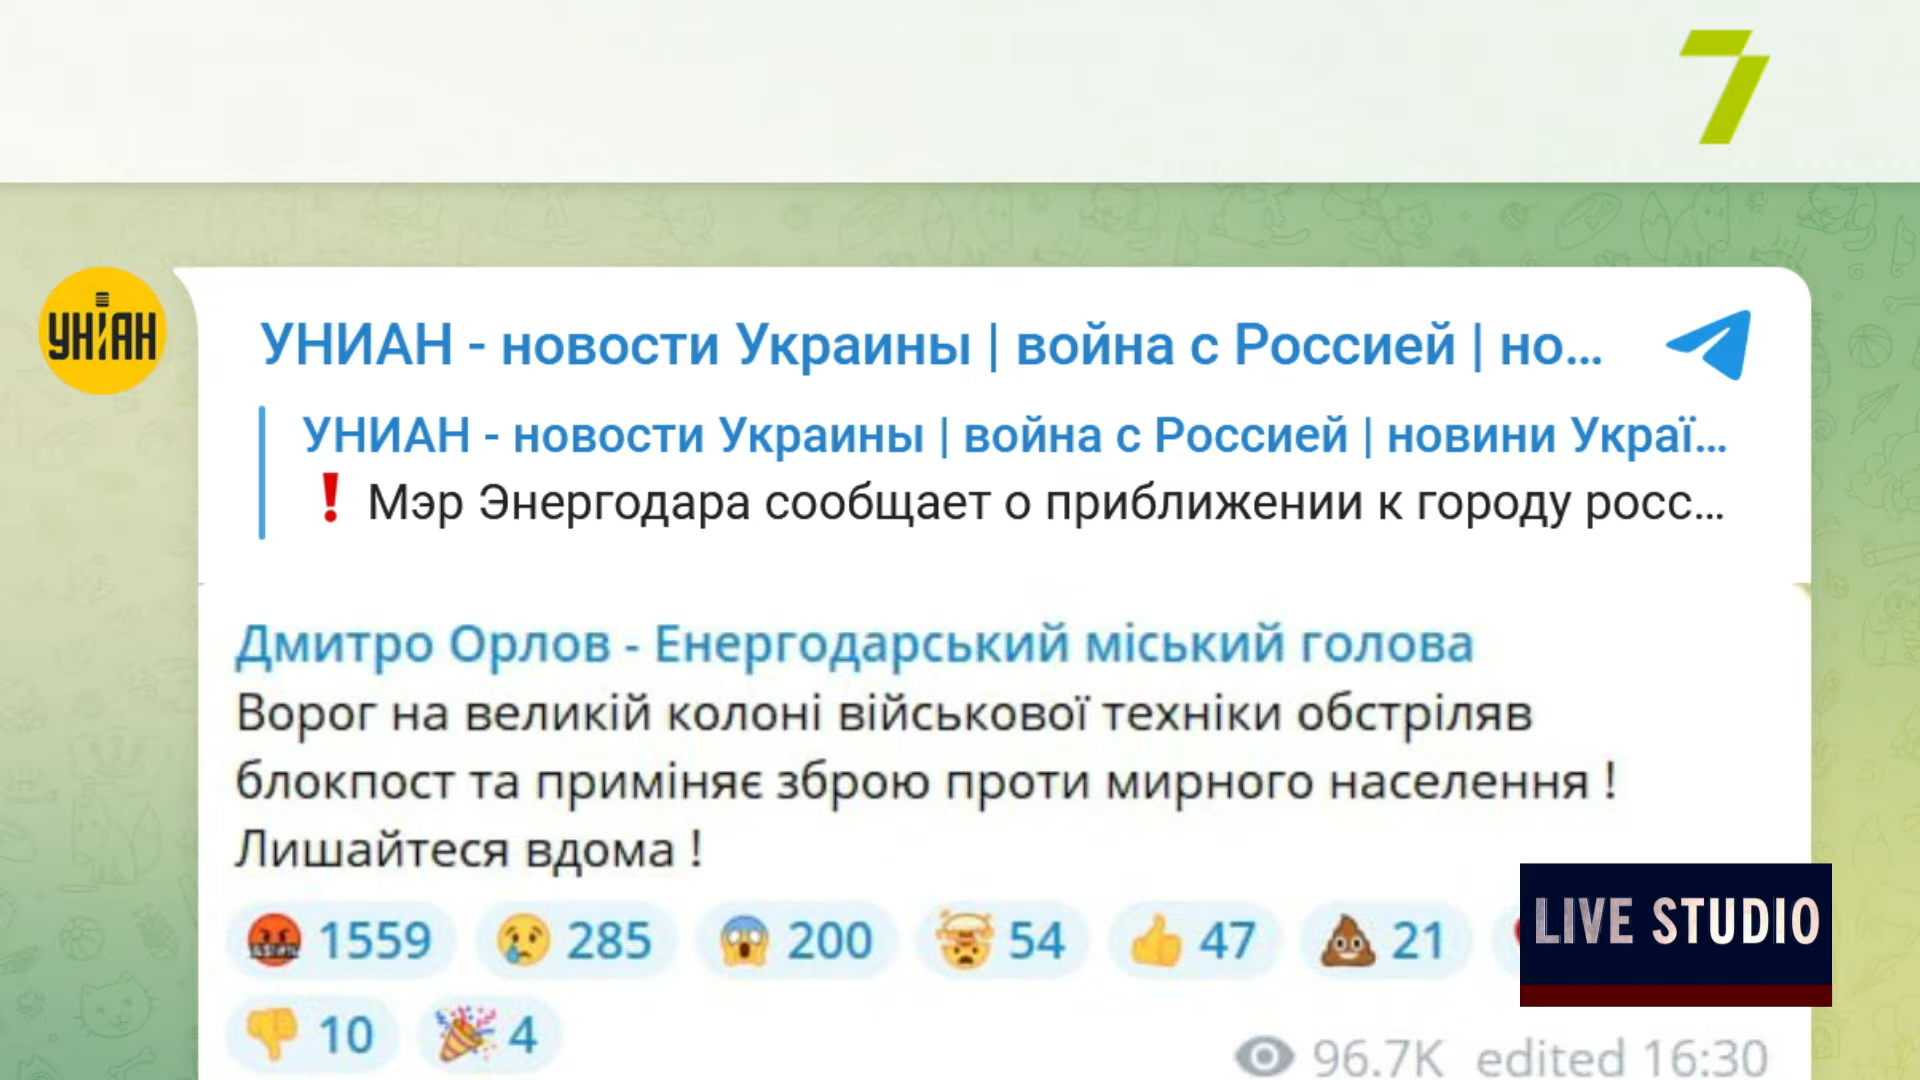 7
УНІАН
УНИАН - новости Украины | война с Россией | но...
УНИАН - новости Украины | война с Россией | новини Украї...
❗ Мэр Энергодара сообщает о приближении к городу росс...
Дмитро Орлов - Енергодарський міський голова
Ворог на великій колоні військової техніки обстріляв
блокпост та приміняє зброю проти мирного населення !
Лишайтеся вдома !
🤬 1559 😢 285 😱 200 🤯 54 👍 47 💩 21
LIVE STUDIO
👎 10 🎉 4
96.7K edited 16:30